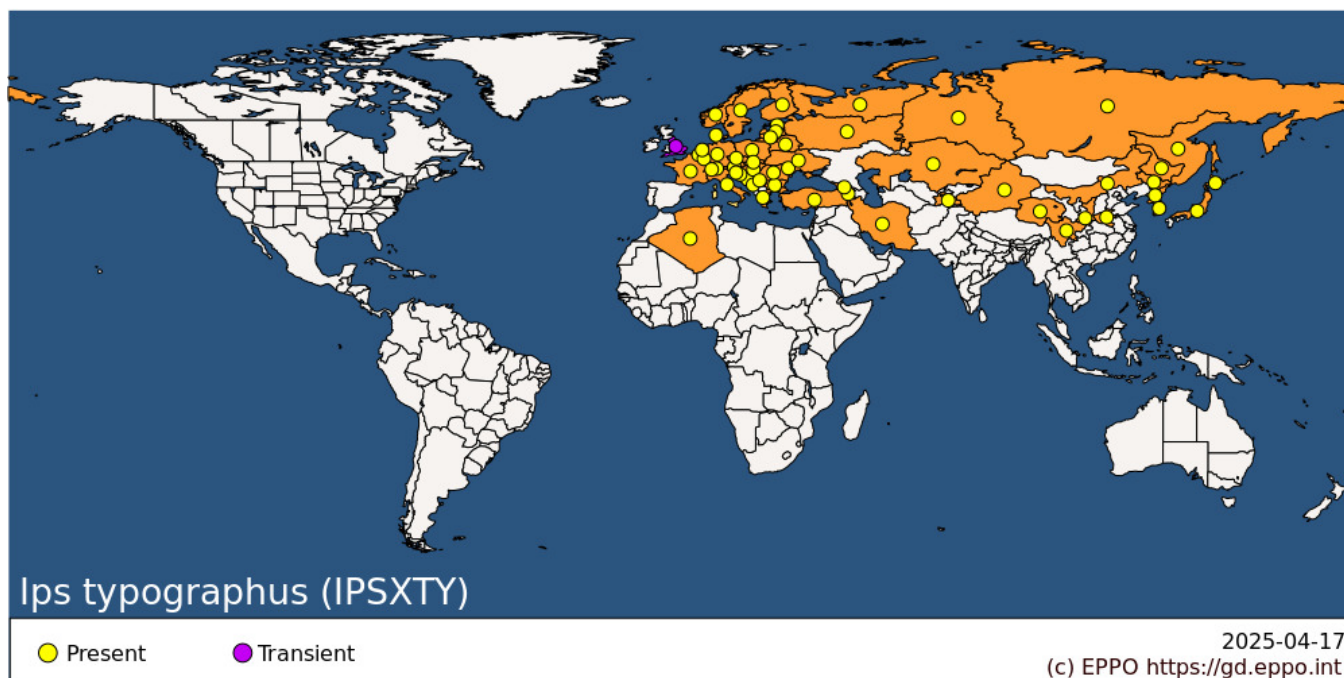 Ips typographus (IPSXTY)
Present
Transient
2025-04-17
(c) EPPO https://gd.eppo.int